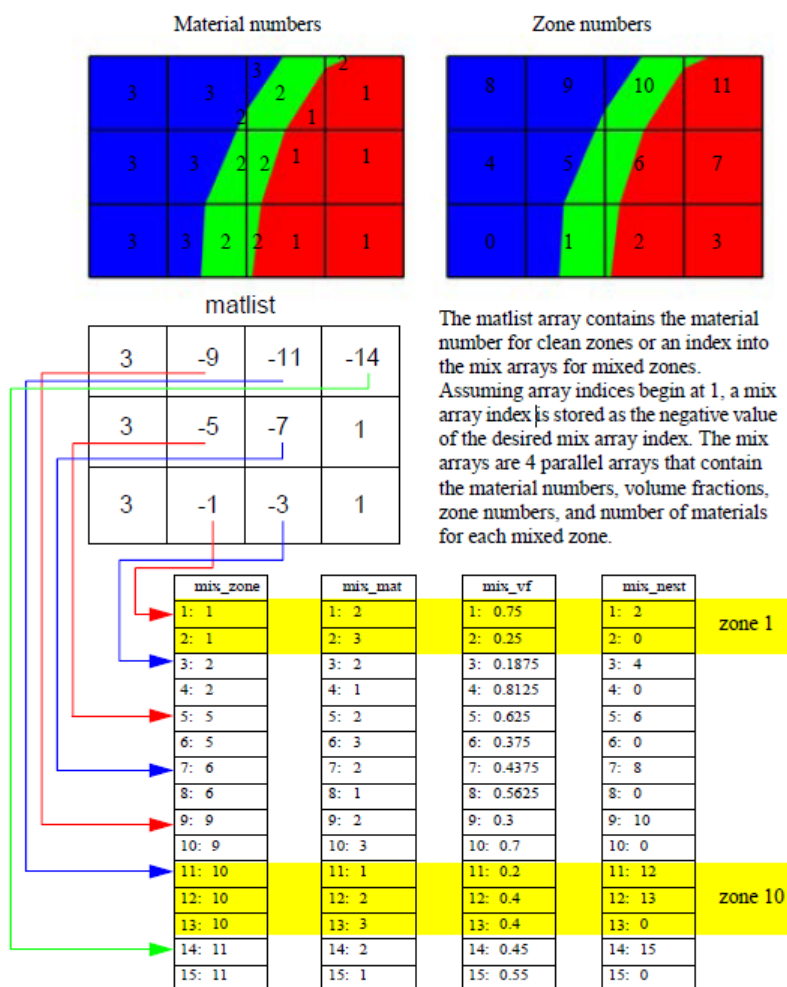 Material numbers
Zone numbers
3 3 3 2 2 1 2 1
3 3 2 2 1 1
3 3 2 2 1 1
8 9 10 11
4 5 6 7
0 1 2 3
matlist
3 -9 -11 -14
3 -5 -7 1
3 -1 -3 1
The matlist array contains the material
number for clean zones or an index into
the mix arrays for mixed zones.
Assuming array indices begin at 1, a mix
array index is stored as the negative value
of the desired mix array index. The mix
arrays are 4 parallel arrays that contain
the material numbers, volume fractions,
zone numbers, and number of materials
for each mixed zone.
mix_zone mix_mat mix_vf mix_next
1: 1 1: 2 1: 0.75 1: 2
zone 1
2: 1 2: 3 2: 0.25 2: 0
3: 2 3: 2 3: 0.1875 3: 4
4: 2 4: 1 4: 0.8125 4: 0
5: 5 5: 2 5: 0.625 5: 6
6: 5 6: 3 6: 0.375 6: 0
7: 6 7: 2 7: 0.4375 7: 8
8: 6 8: 1 8: 0.5625 8: 0
9: 9 9: 2 9: 0.3 9: 10
10: 9 10: 3 10: 0.7 10: 0
11: 10 11: 1 11: 0.2 11: 12
12: 10 12: 2 12: 0.4 12: 13
zone 10
13: 10 13: 3 13: 0.4 13: 0
14: 11 14: 2 14: 0.45 14: 15
15: 11 15: 1 15: 0.55 15: 0